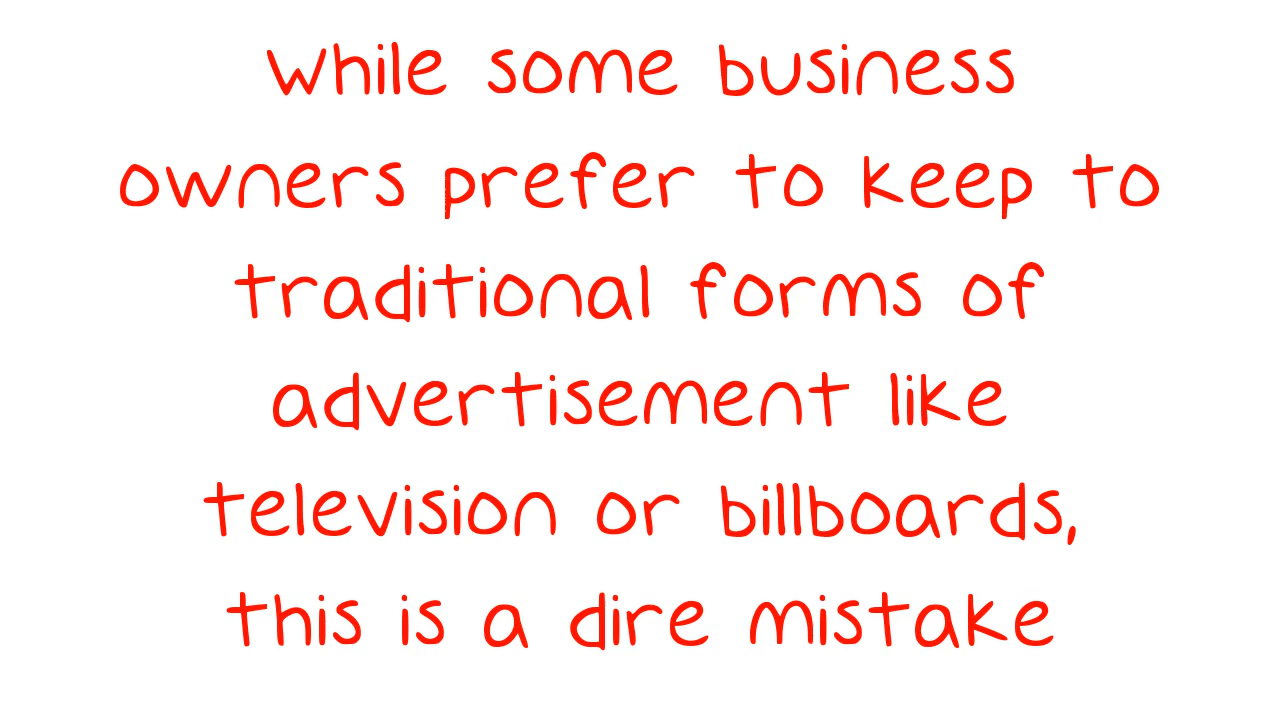 While some business
owners prefer to keep to
traditional forms of
advertisement like
television or billboards,
this is a dire mistake